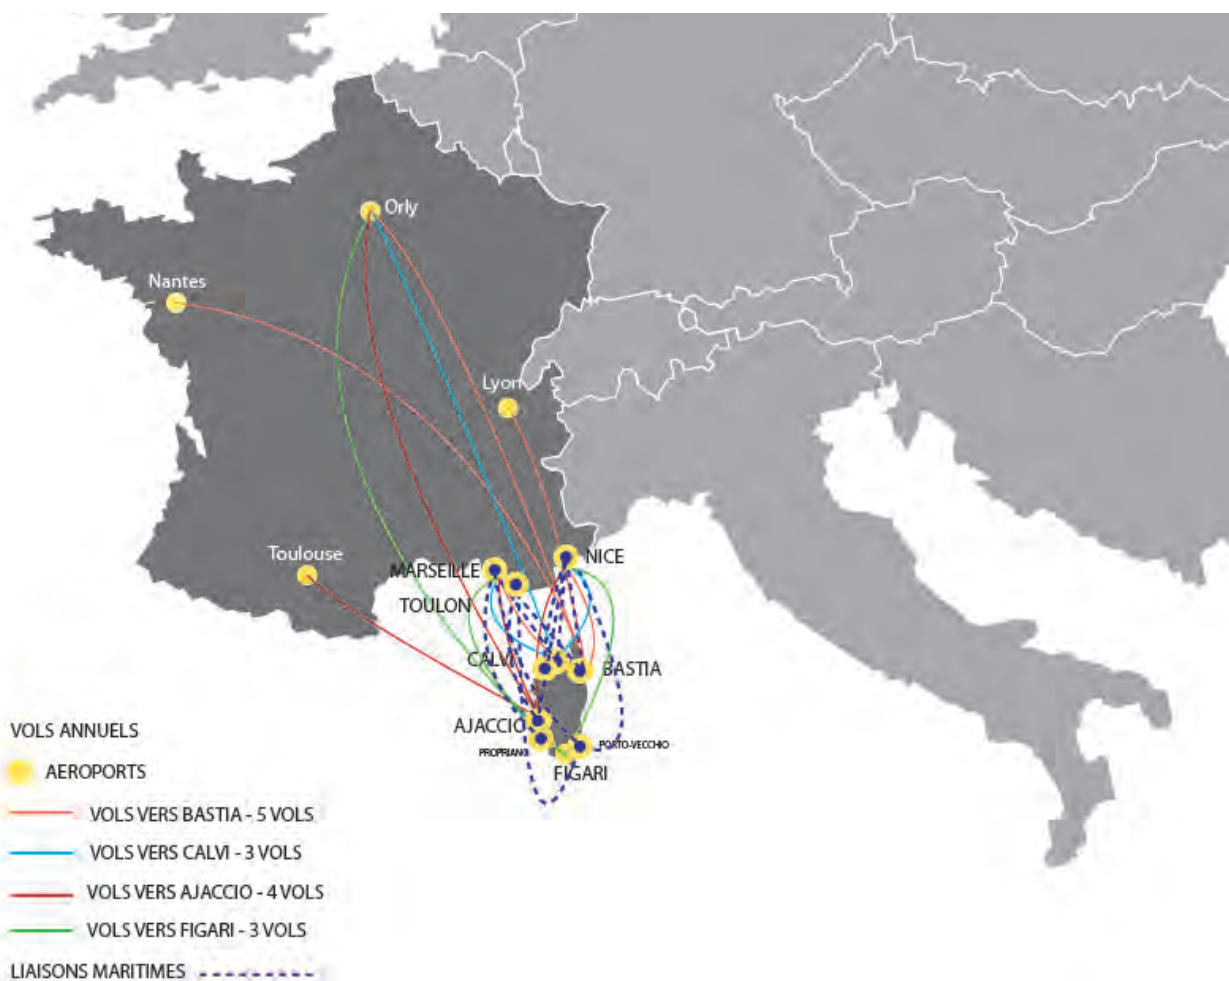 Orly
Nantes
Lyon
Toulouse
MARSEILLE
NICE
TOULON
CALVI
BASTIA
AJACCIO
PROPRIANO
PORTO-VECCHIO
FIGARI
VOLS ANNUELS
AEROPORTS
VOLS VERS BASTIA - 5 VOLS
VOLS VERS CALVI - 3 VOLS
VOLS VERS AJACCIO - 4 VOLS
VOLS VERS FIGARI - 3 VOLS
LIAISONS MARITIMES